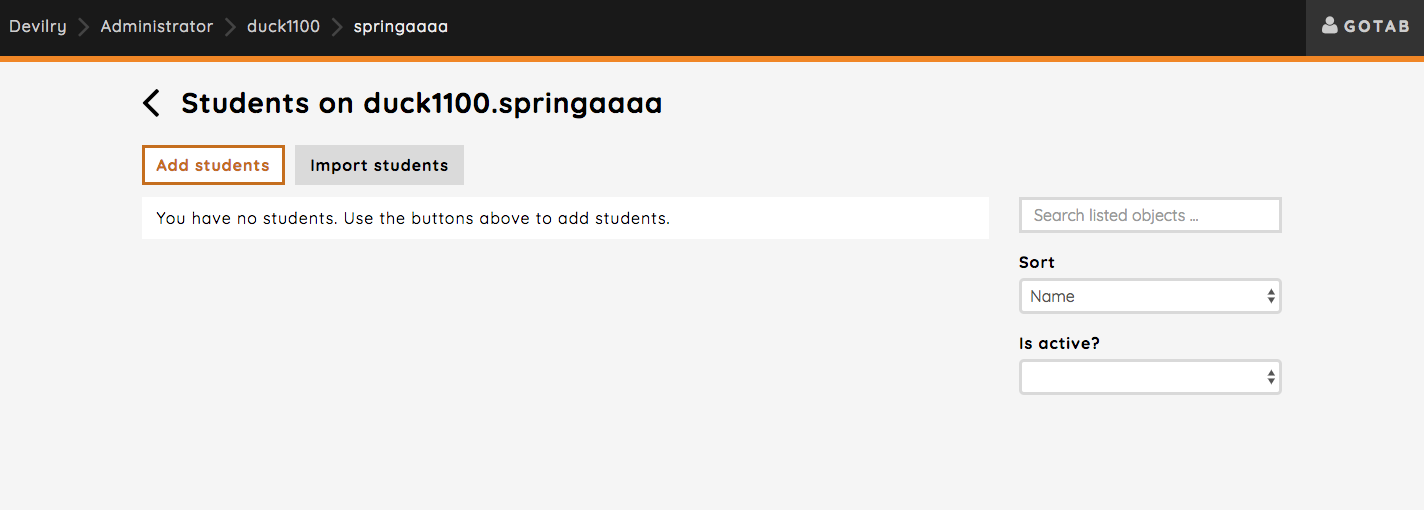 Devilry Administrator duck1100 springaaaa GOTAB
Students on duck1100.springaaaa
Add students Import students
You have no students. Use the buttons above to add students.
Search listed objects ...
Sort
Name
Is active?